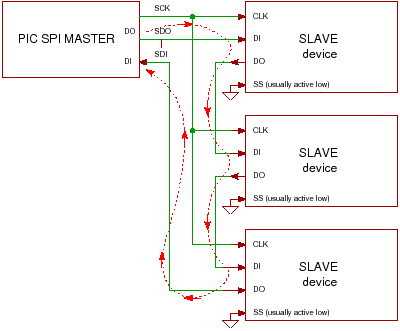 PIC SPI MASTER
DO
DI
SCK
SDO
SDI
CLK
DI
DO
SS (usually active low)
SLAVE
device
CLK
DI
DO
SS (usually active low)
SLAVE
device
CLK
DI
DO
SS (usually active low)
SLAVE
device